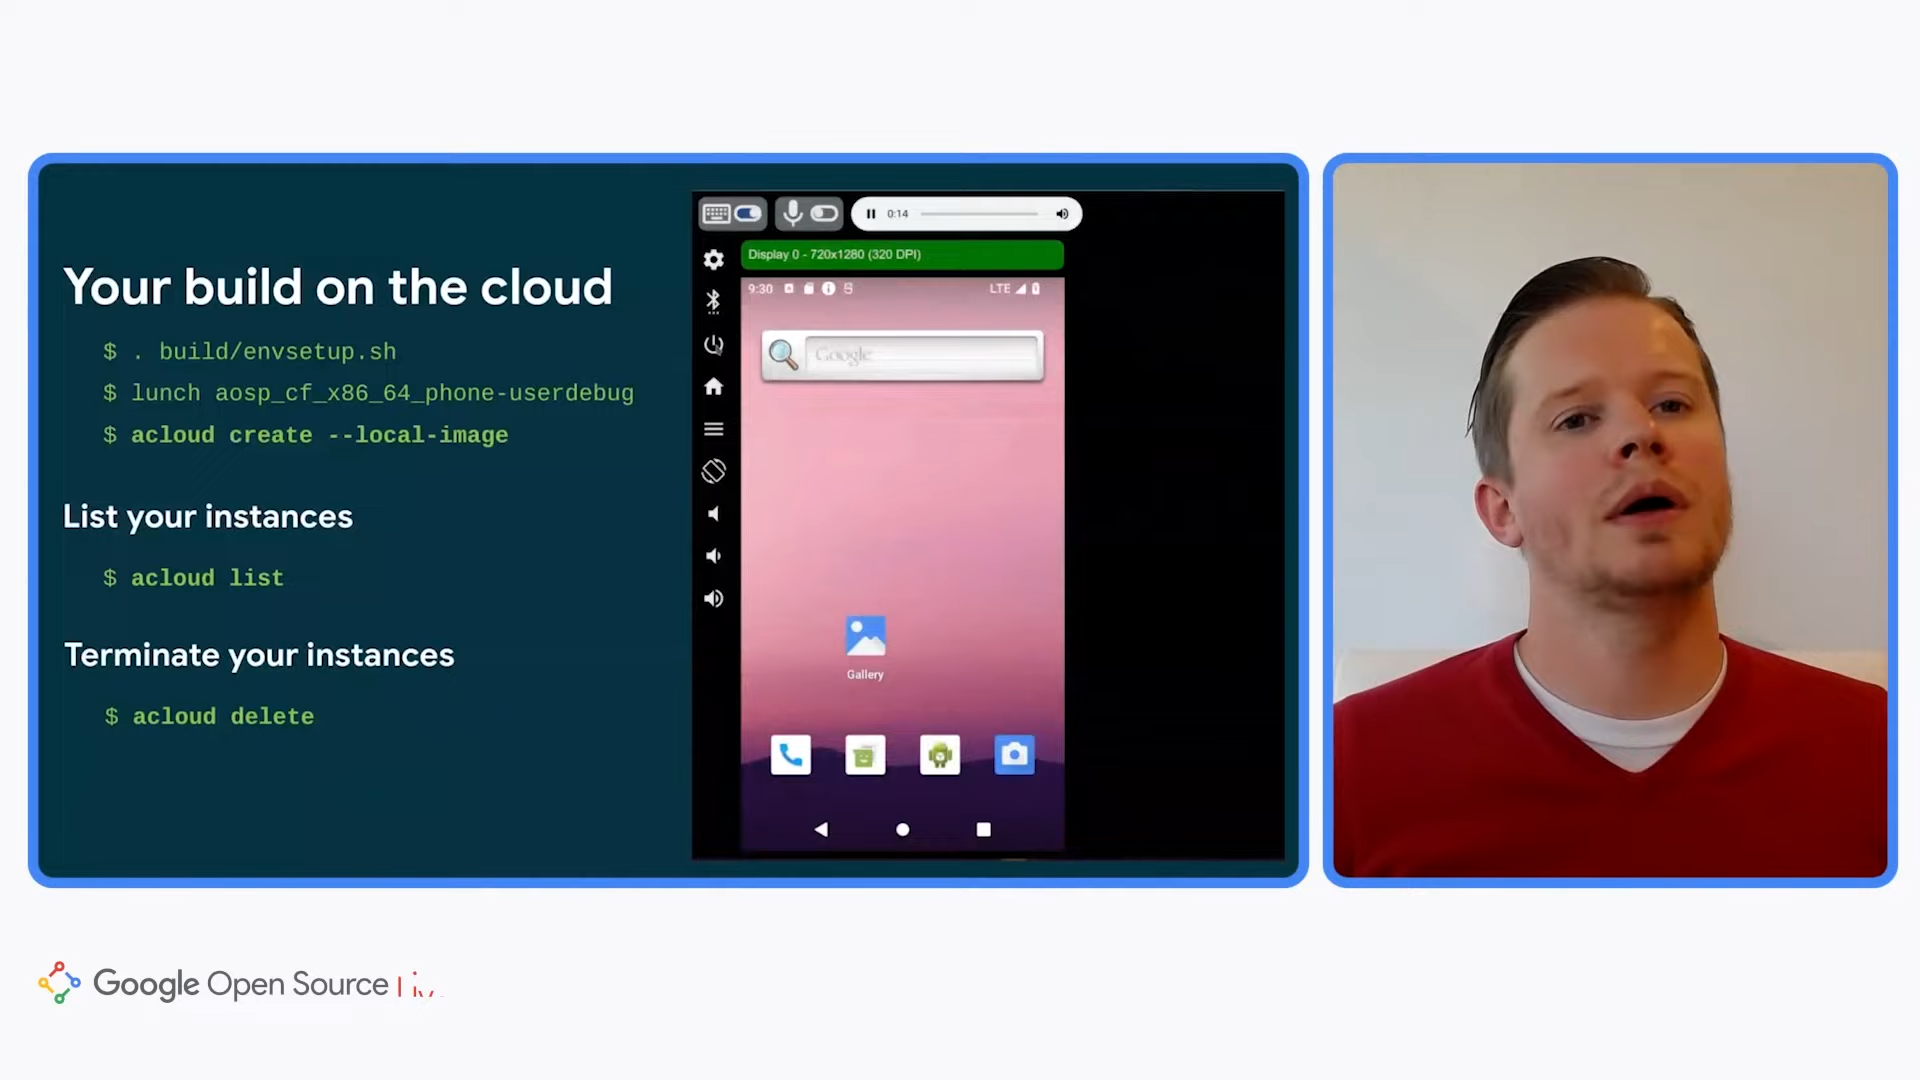 Your build on the cloud
$ . build/envsetup.sh
$ lunch aosp_cf_x86_64_phone-userdebug
$ acloud create --local-image
List your instances
$ acloud list
Terminate your instances
$ acloud delete
0:14
Display 0 - 720x1280 (320 DPI)
9:30
LTE
Google
Gallery
Google Open Source